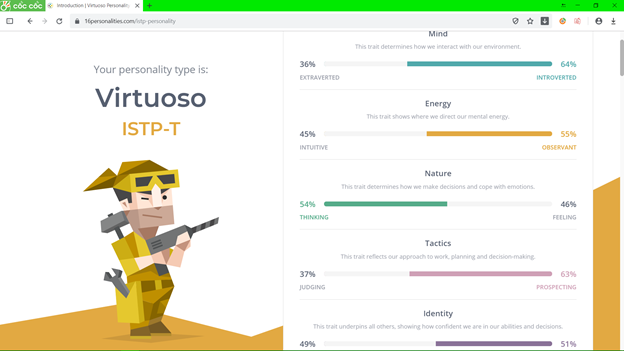 cốc cốc
Introduction | Virtuoso Personali
16personalities.com/istp-personality
Your personality type is:
Virtuoso
ISTP-T
Mind
This trait determines how we interact with our environment.
36% 64%
EXTRAVERTED INTROVERTED
Energy
This trait shows where we direct our mental energy.
45% 55%
INTUITIVE OBSERVANT
Nature
This trait determines how we make decisions and cope with emotions.
54% 46%
THINKING FEELING
Tactics
This trait reflects our approach to work, planning and decision-making.
37% 63%
JUDGING PROSPECTING
Identity
This trait underpins all others, showing how confident we are in our abilities and decisions.
49% 51%